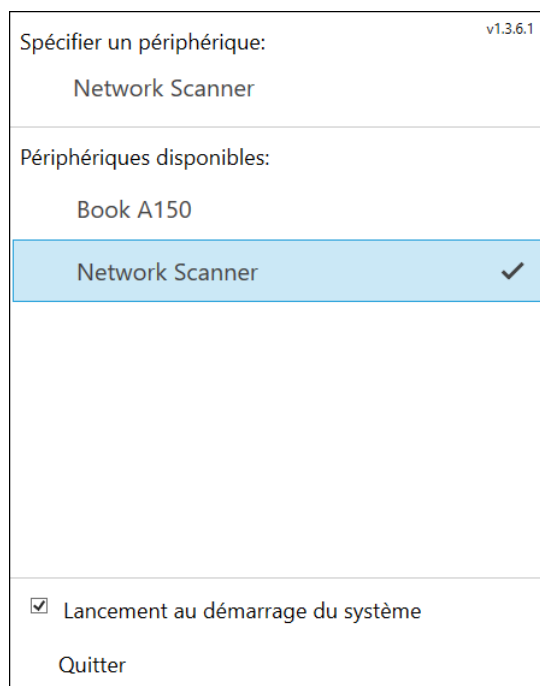 Spécifier un périphérique:
v1.3.6.1
Network Scanner
Périphériques disponibles:
Book A150
Network Scanner
Lancement au démarrage du système
Quitter